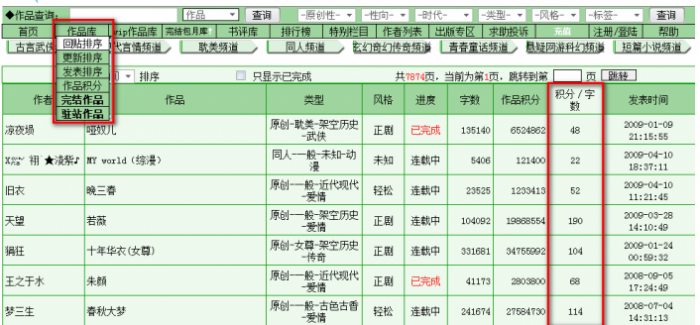 ◆作品查询: 作品 查询 -原创性- -性向- -时代- -类型- -风格- -标签- 查询
首页 作品库 vip作品库 完结包月库 书评库 排行榜 特别栏目 作者列表 出版专区 求助投诉 充值 注册/登陆 帮助
古言武侠 代言情频道 耽美频道 同人频道 玄幻奇幻传奇频道 青春童话频道 悬疑网游科幻频道 短篇小说频道
回贴排序
更新排序
发表排序
作品积分
完结作品
驻站作品
排序 只显示已完成 共7874页, 当前为第1页, 跳转到第 页 跳转
作者 作品 类型 风格 进度 字数 作品积分 积分/字数 发表时间
凉夜场 哑奴儿 原创-耽美-架空历史-武侠 正剧 已完成 135140 6524862 48 2009-01-09 21:15:55
MY world (综漫) 同人-一般-未知-动漫 未知 连载中 5406 121400 22 2009-04-10 18:37:11
旧衣 晚三春 原创-一般-近代现代-爱情 轻松 连载中 23525 1233413 52 2009-04-10 11:21:45
天望 若薇 原创-一般-架空历史-爱情 正剧 连载中 104092 19868554 190 2009-03-28 14:10:49
狷狂 十年华衣(女尊) 原创-女尊-架空历史-传奇 正剧 连载中 331681 34755992 104 2009-01-24 00:59:32
王之于水 朱颜 原创-一般-近代现代-爱情 正剧 已完成 41173 2803800 68 2008-09-05 17:24:49
梦三生 春秋大梦 原创-一般-古色古香-爱情 轻松 连载中 241674 27584730 114 2008-07-04 14:31:13